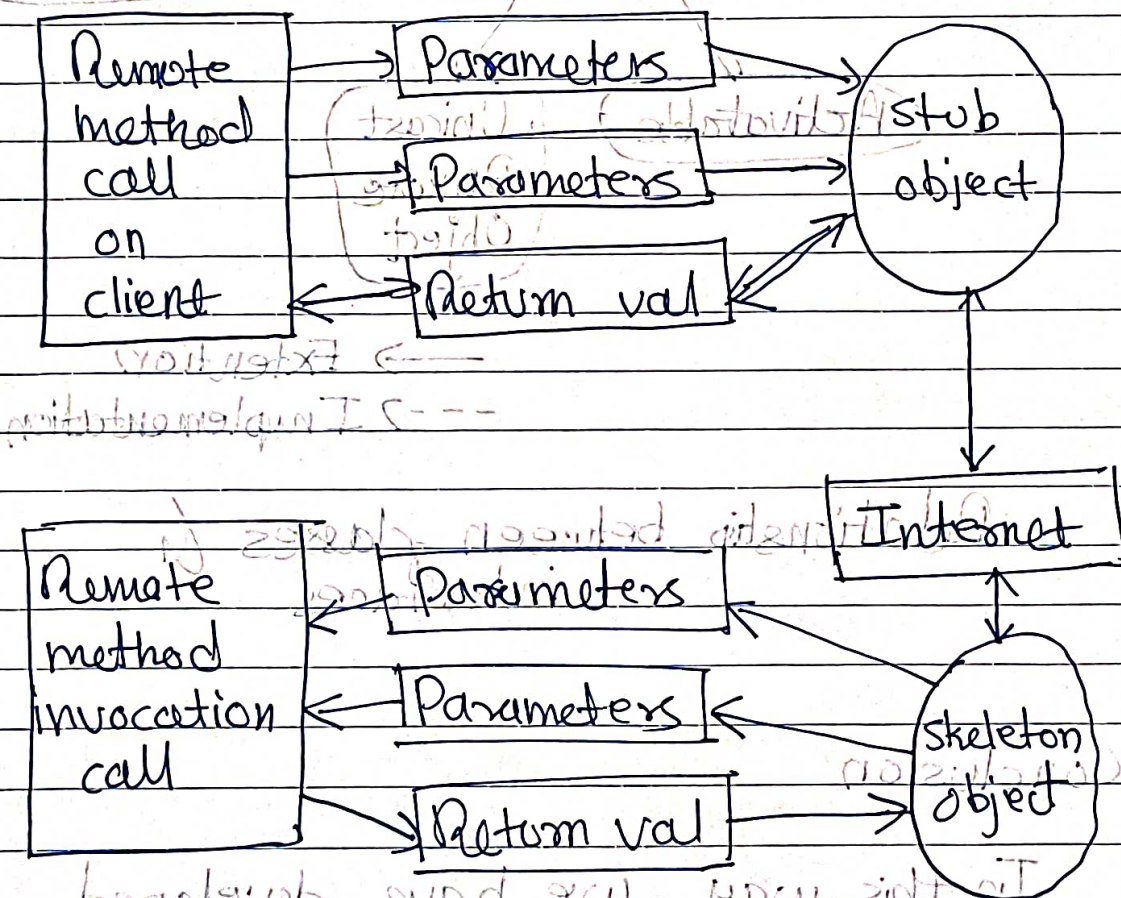 Remote
method
call
on
client
Parameters
Parameters
Return val
stub
object
Internet
Remote
method
invocation
call
Parameters
Parameters
Return val
skeleton
object